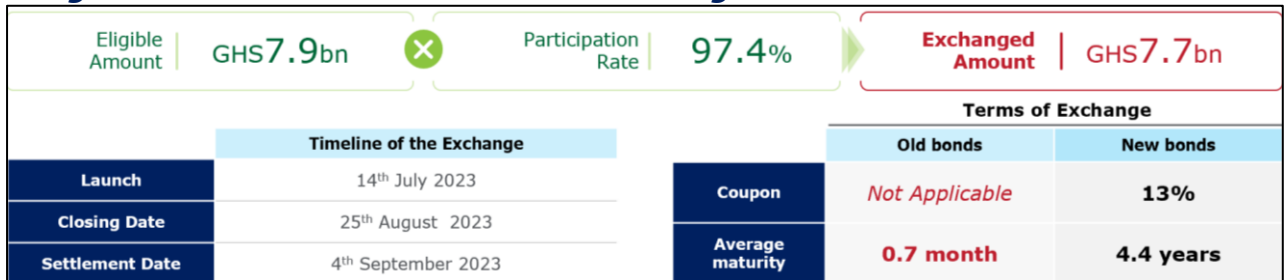 Eligible Amount GHS7.9bn Participation Rate 97.4% Exchanged Amount GHS7.7bn
Terms of Exchange
Timeline of the Exchange
Old bonds New bonds
Launch 14th July 2023
Coupon Not Applicable 13%
Closing Date 25th August 2023
Average maturity 0.7 month 4.4 years
Settlement Date 4th September 2023